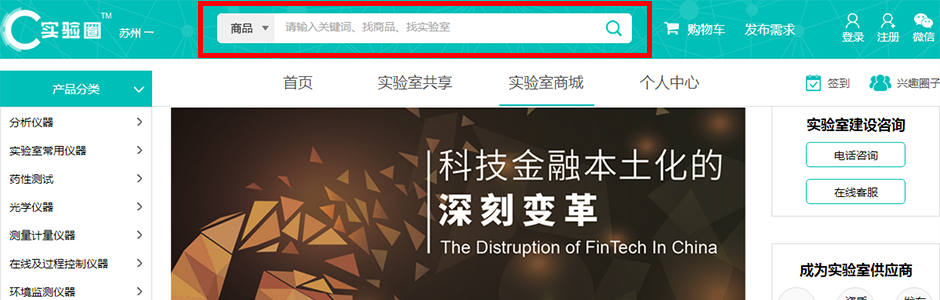 实验圈™
苏州
商品 请输入关键词、找商品、找实验室
购物车 发布需求
登录 注册 微信
产品分类
首页 实验室共享 实验室商城 个人中心
签到 兴趣圈子
分析仪器
实验室常用仪器
药性测试
光学仪器
测量计量仪器
在线及过程控制仪器
环境监测仪器
科技金融本土化的
深刻变革
The Distruption of FinTech In China
实验室建设咨询
电话咨询
在线客服
成为实验室供应商